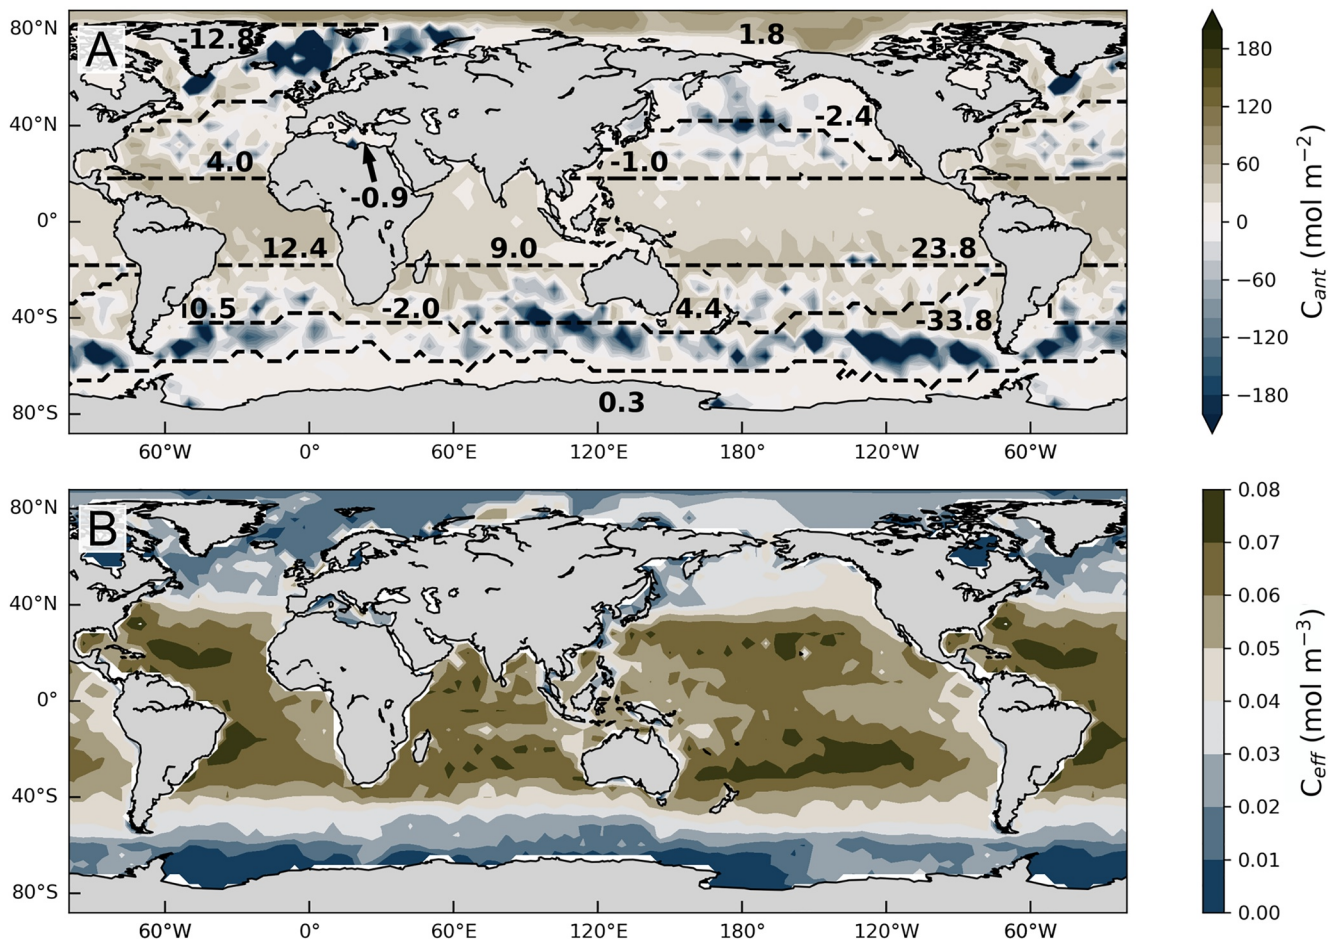 A
80°N
40°N
0°
40°S
80°S
-12.8
1.8
-2.4
4.0
-1.0
-0.9
12.4
9.0
23.8
0.5
-2.0
4.4
-33.8
0.3
60°W
0°
60°E
120°E
180°
120°W
60°W
180
120
60
0
−60
−120
−180
C_ant (mol m⁻²)
B
80°N
40°N
0°
40°S
80°S
60°W
0°
60°E
120°E
180°
120°W
60°W
0.08
0.07
0.06
0.05
0.04
0.03
0.02
0.01
0.00
C_eff (mol m⁻³)